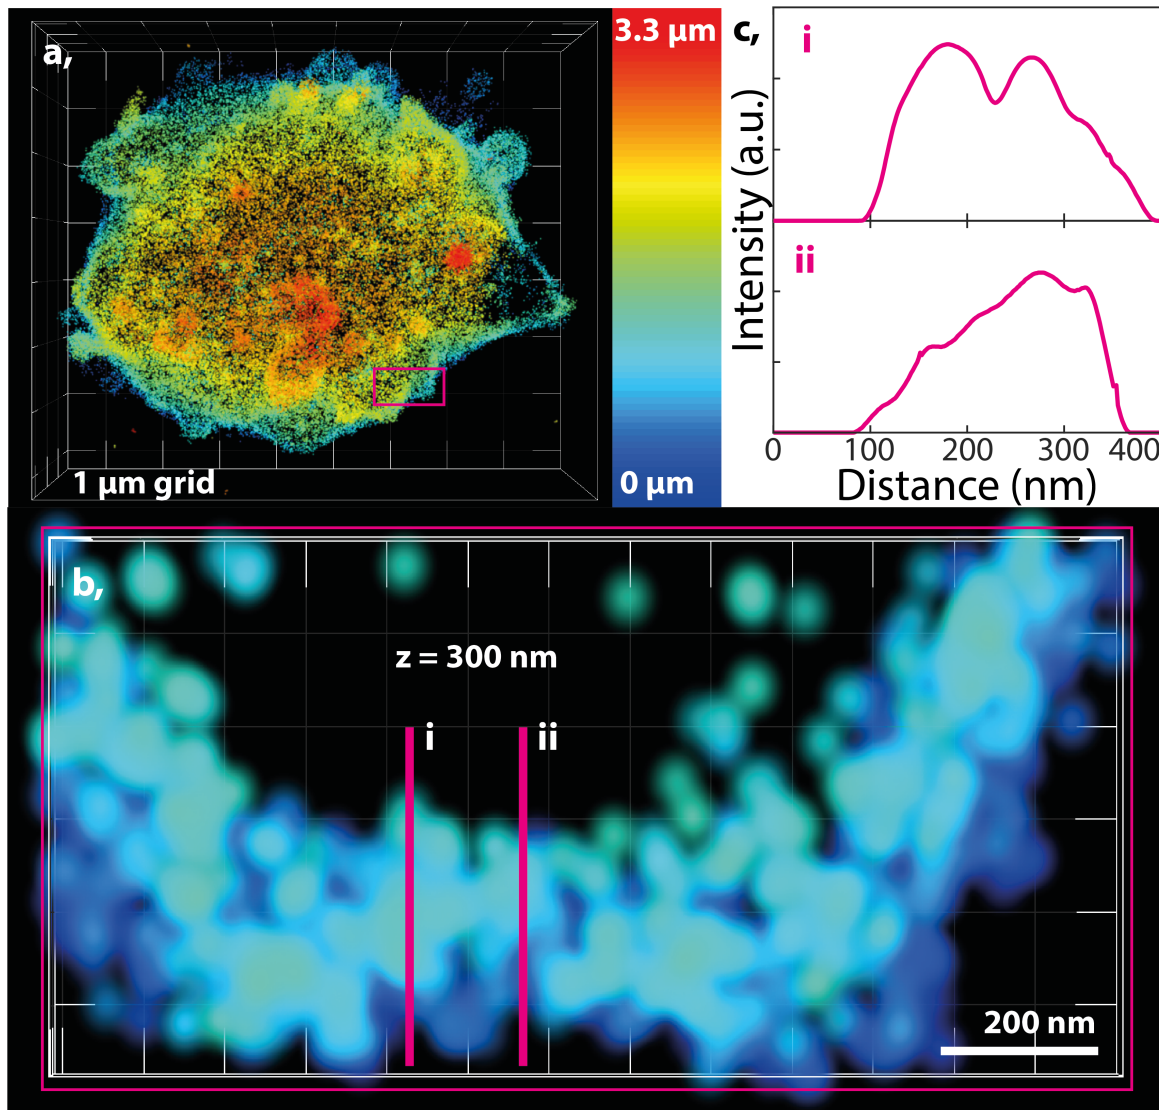 a,
3.3 µm
1 µm grid
0 µm
c,
i
ii
Intensity (a.u.)
0 100 200 300 400
Distance (nm)
b,
z = 300 nm
i
ii
200 nm